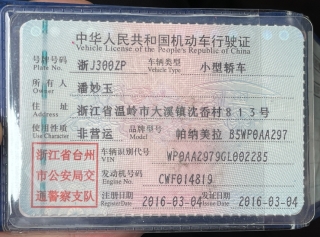 中华人民共和国机动车行驶证
Vehicle License of the People's Republic of China
号牌号码 浙J300ZP 车辆类型 小型轿车
Plate No. Vehicle Type
所有人 潘妙玉
Owner
住址 浙江省温岭市大溪镇沈岙村813号
Address
使用性质 非营运 品牌型号 帕纳美拉 B5WP0AA297
Use Character Model
浙江省台州 车辆识别代号 WP0AA2979GL002285
VIN
市公安局交 发动机号码 CWF014819
Engine No.
通警察支队 注册日期 2016-03-04 发证日期 2016-03-04
Register Date Issue Date